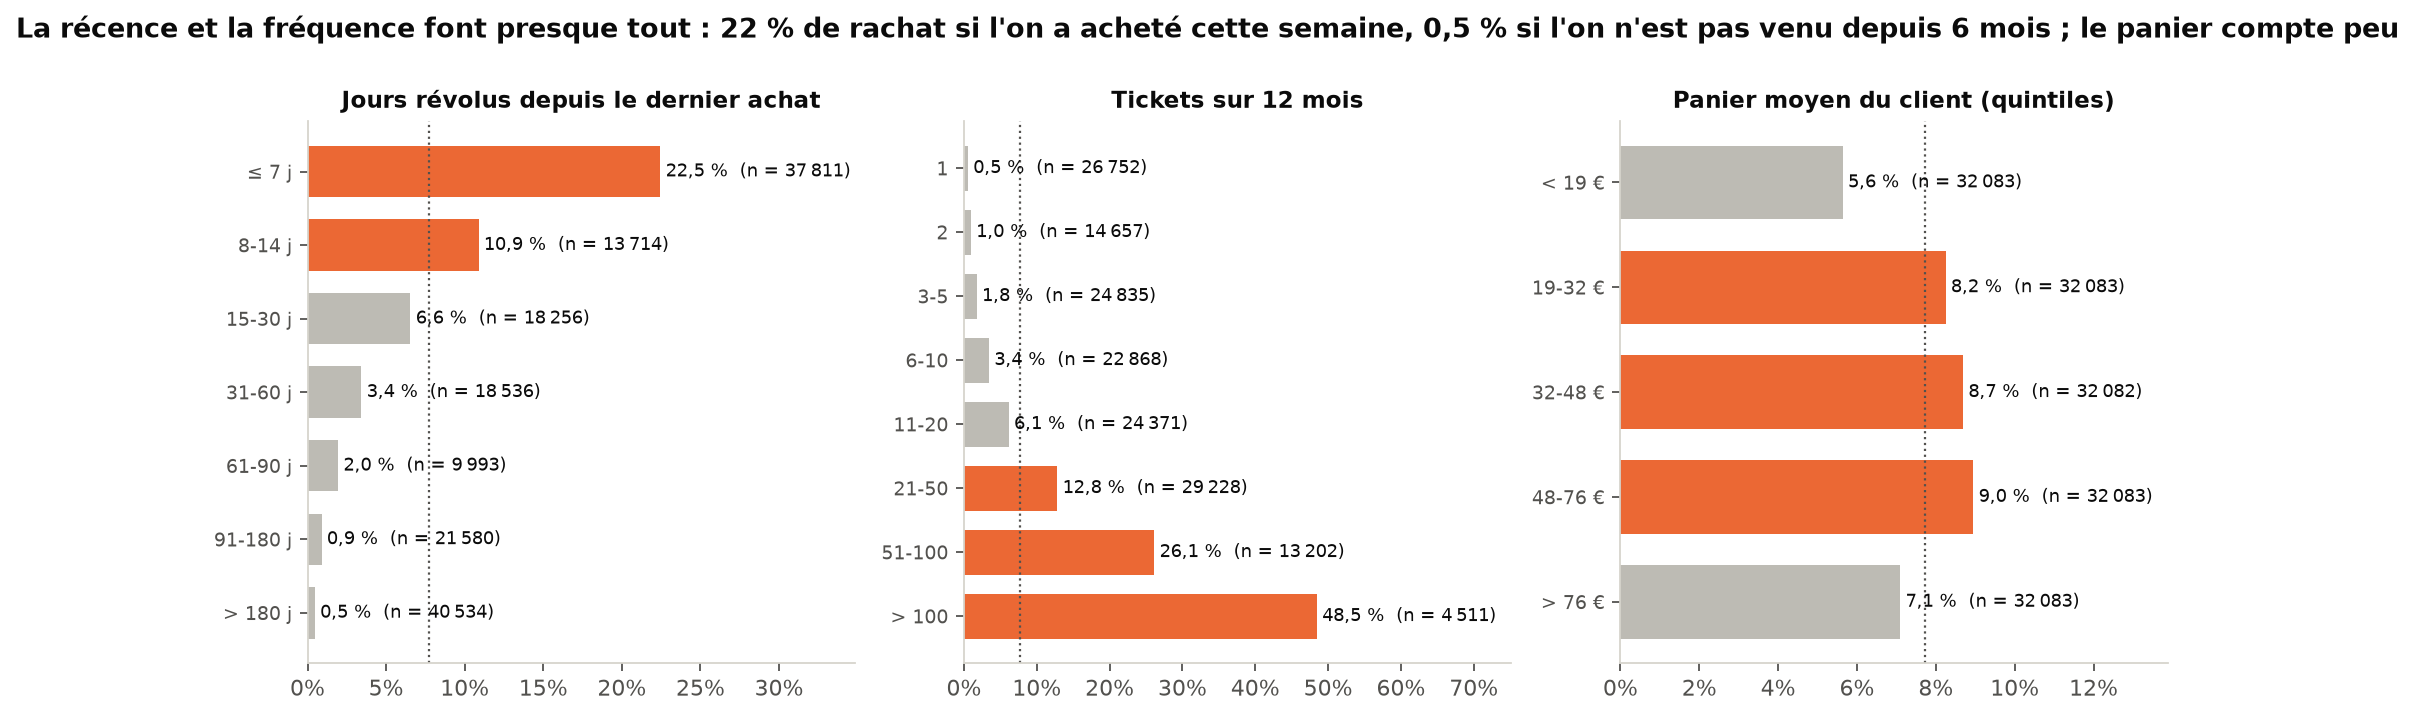 La récence et la fréquence font presque tout : 22 % de rachat si l'on a acheté cette semaine, 0,5 % si l'on n'est pas venu depuis 6 mois ; le panier compte peu
Jours révolus depuis le dernier achat
≤ 7 j
22,5 % (n = 37 811)
8-14 j
10,9 % (n = 13 714)
15-30 j
6,6 % (n = 18 256)
31-60 j
3,4 % (n = 18 536)
61-90 j
2,0 % (n = 9 993)
91-180 j
0,9 % (n = 21 580)
> 180 j
0,5 % (n = 40 534)
0% 5% 10% 15% 20% 25% 30%
Tickets sur 12 mois
1
0,5 % (n = 26 752)
2
1,0 % (n = 14 657)
3-5
1,8 % (n = 24 835)
6-10
3,4 % (n = 22 868)
11-20
6,1 % (n = 24 371)
21-50
12,8 % (n = 29 228)
51-100
26,1 % (n = 13 202)
> 100
48,5 % (n = 4 511)
0% 10% 20% 30% 40% 50% 60% 70%
Panier moyen du client (quintiles)
< 19 €
5,6 % (n = 32 083)
19-32 €
8,2 % (n = 32 083)
32-48 €
8,7 % (n = 32 082)
48-76 €
9,0 % (n = 32 083)
> 76 €
7,1 % (n = 32 083)
0% 2% 4% 6% 8% 10% 12%